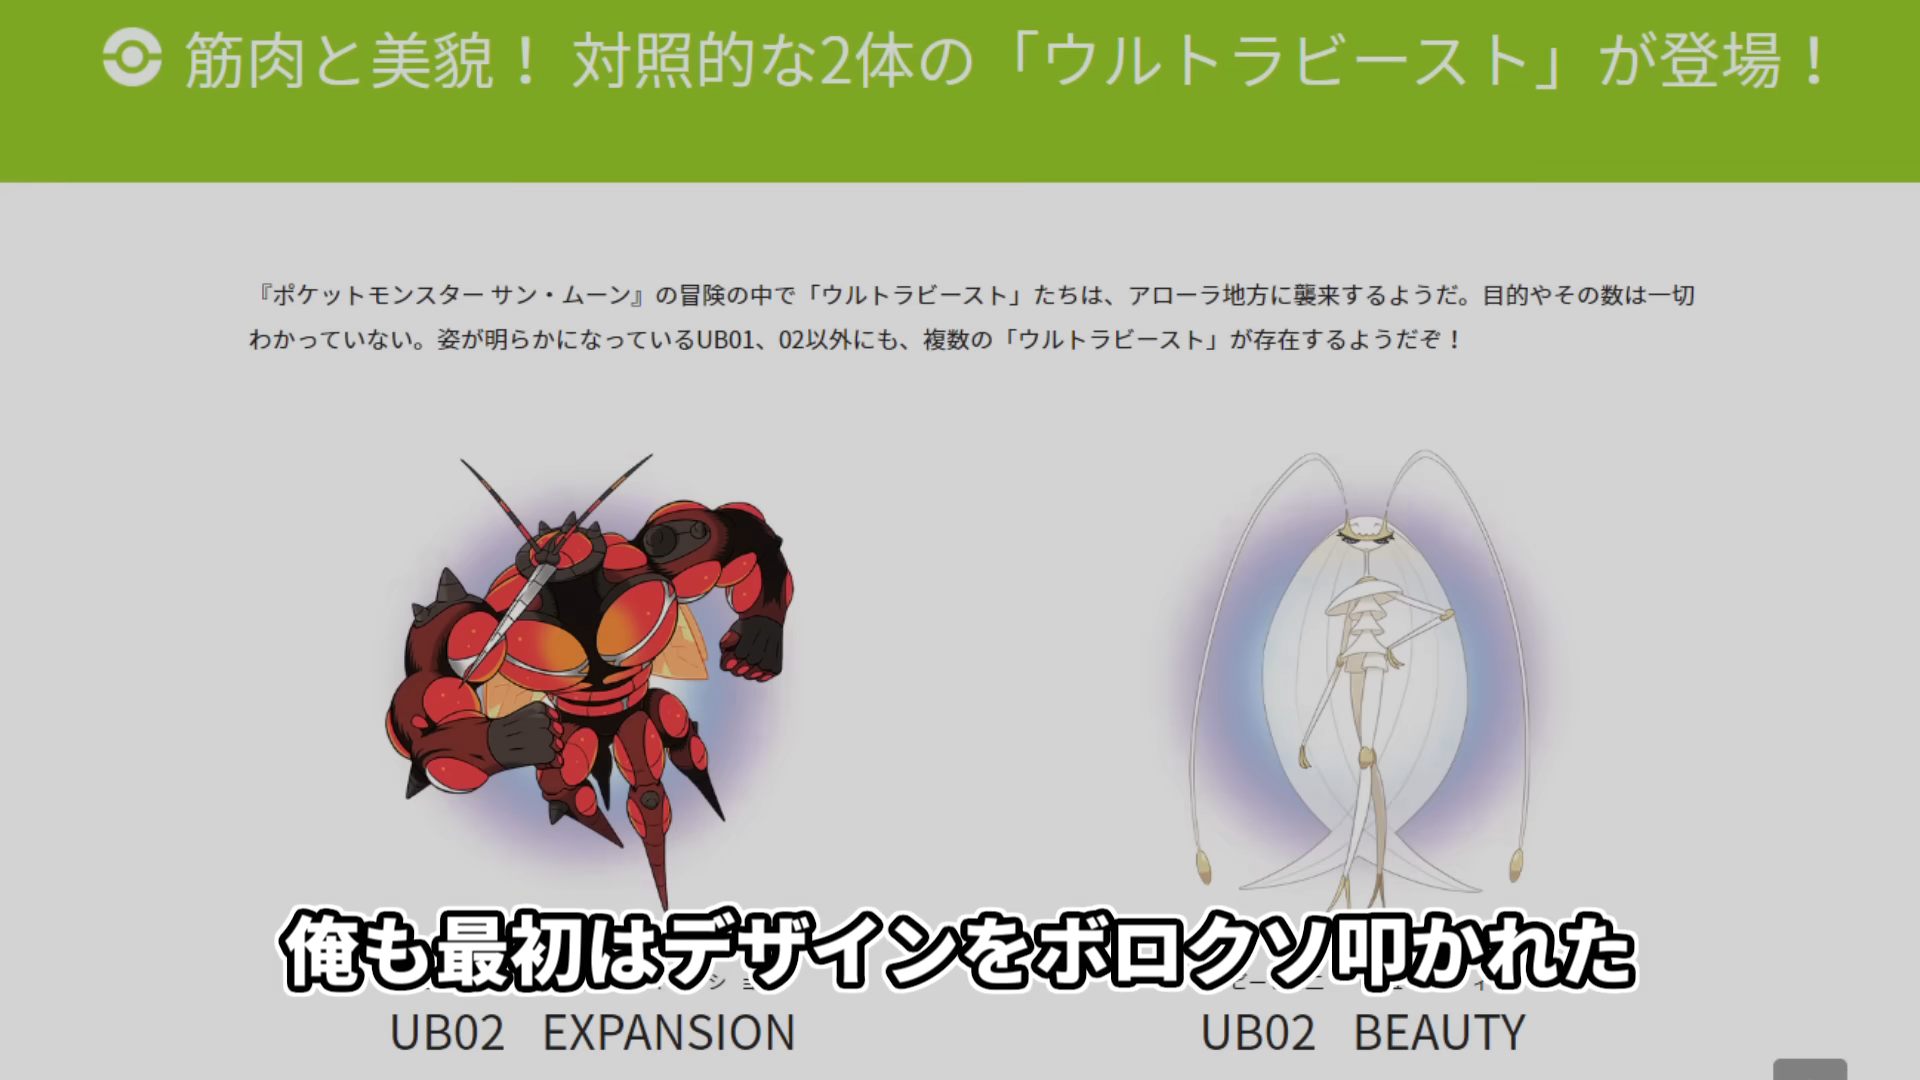 筋肉と美貌！ 対照的な2体の「ウルトラビースト」が登場！
『ポケットモンスター サン・ムーン』の冒険の中で「ウルトラビースト」たちは、アローラ地方に襲来するようだ。目的やその数は一切
わかっていない。姿が明らかになっているUB01、02以外にも、複数の「ウルトラビースト」が存在するようだぞ！
俺も最初はデザインをボロクソ叩かれた
UB02 EXPANSION
UB02 BEAUTY